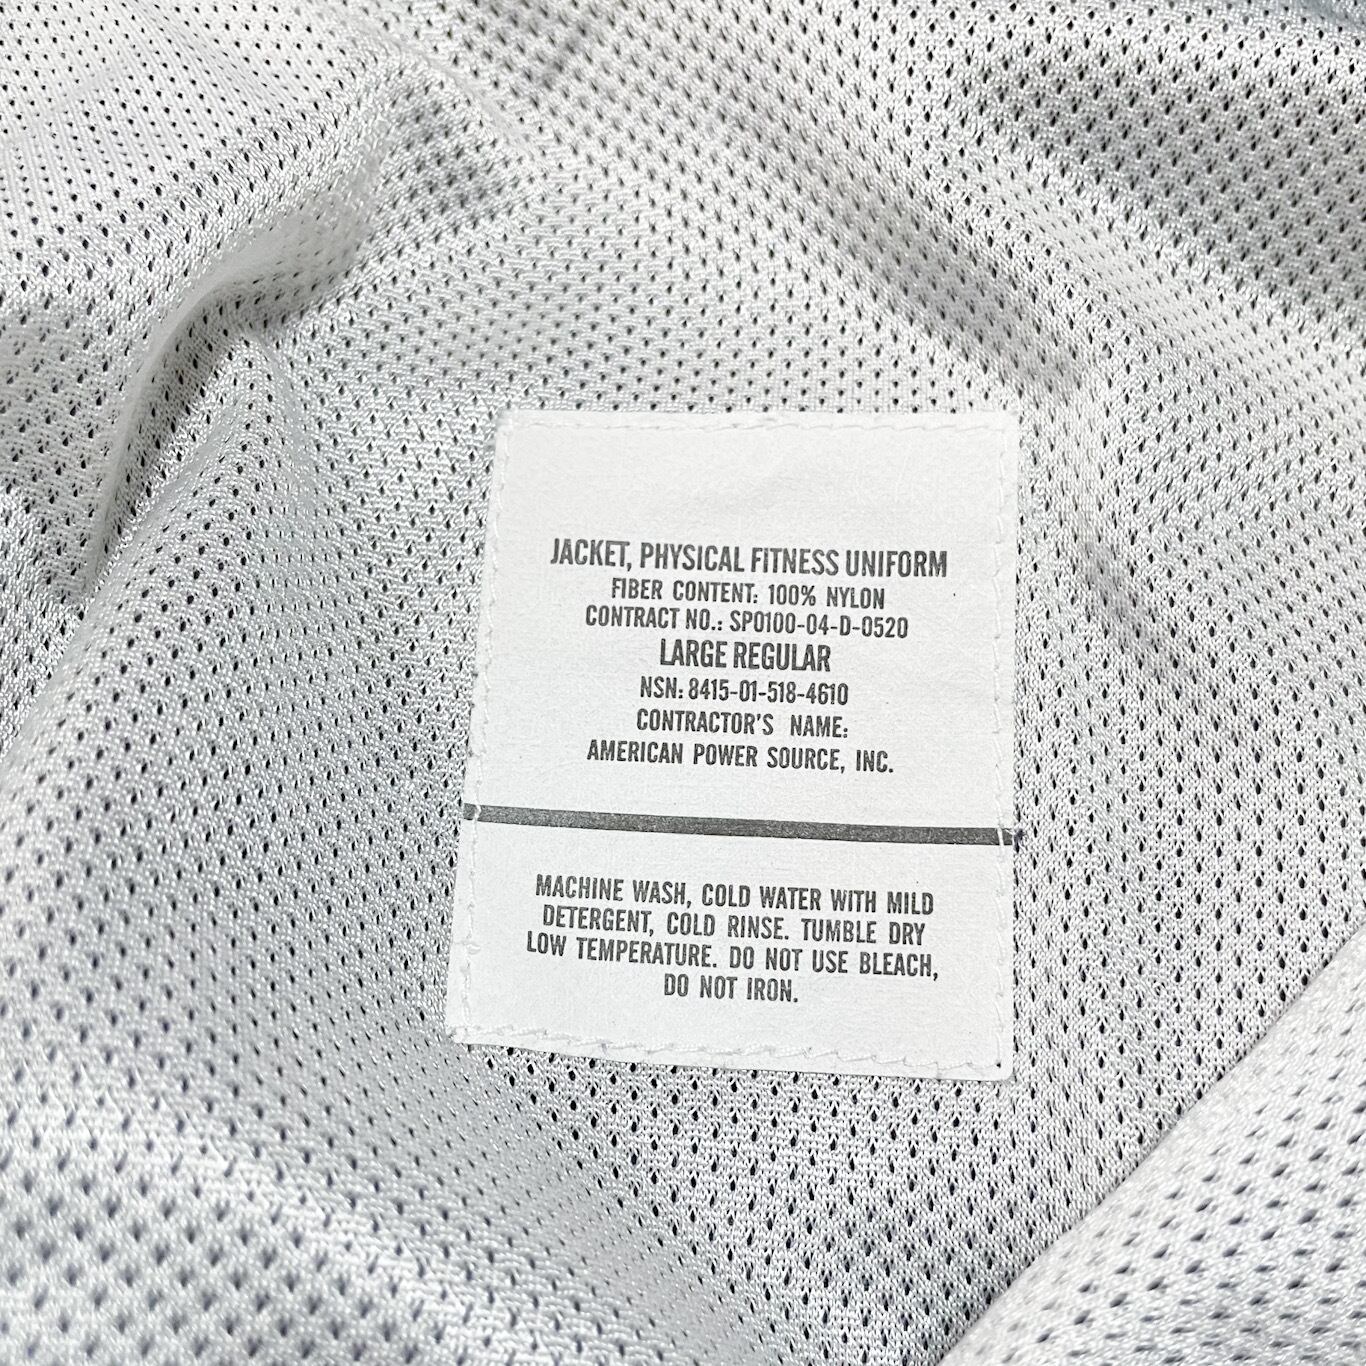 JACKET, PHYSICAL FITNESS UNIFORM
FIBER CONTENT: 100% NYLON
CONTRACT NO.: SP0100-04-D-0520
LARGE REGULAR
NSN: 8415-01-518-4610
CONTRACTOR'S NAME:
AMERICAN POWER SOURCE, INC.
MACHINE WASH, COLD WATER WITH MILD
DETERGENT, COLD RINSE. TUMBLE DRY
LOW TEMPERATURE. DO NOT USE BLEACH,
DO NOT IRON.